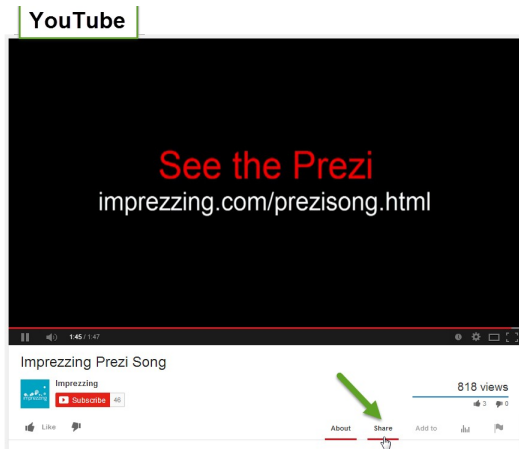 YouTube
See the Prezi
imprezzing.com/prezisong.html
1:45 / 1:47
Imprezzing Prezi Song
imprezzing
Imprezzing
Subscribe 46
818 views
3 0
Like
About Share Add to